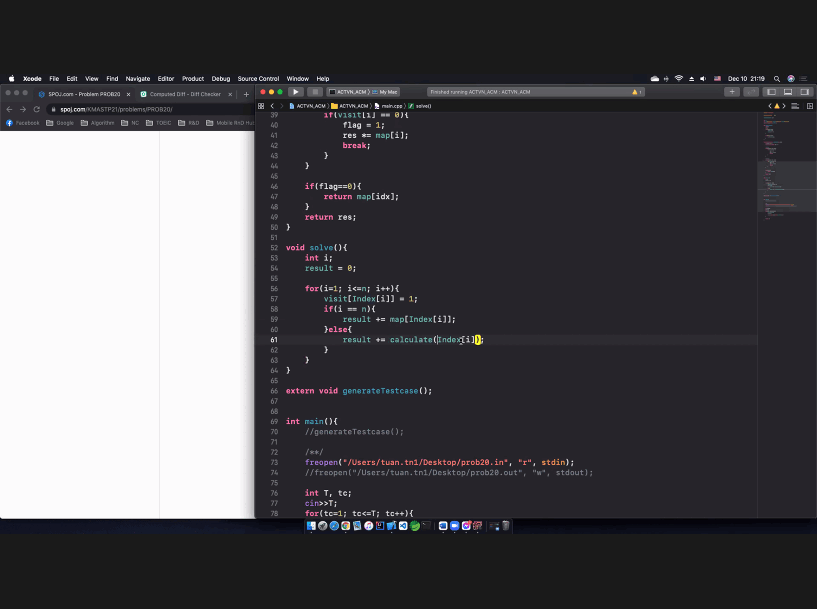 Xcode File Edit View Find Navigate Editor Product Debug Source Control Window Help
Dec 10 21:19
SPOJ.com - Problem PROB20
Computed Diff - Diff Checker
spoj.com/XMASTP21/problems/PROB20/
Facebook Google Algorithm NC TOEIC R&D Mobile RnD
ACTVN_ACM My Mac
Finished running ACTVN_ACM : ACTVN_ACM
1
ACTVN_ACM ACTVN_ACM main.cpp solve()
39 if(visit[i] == 0){
40 flag = 1;
41 res *= map[i];
42 break;
43 }
44 }
45
46 if(flag==0){
47 return map[idx];
48 }
49 return res;
50 }
51
52 void solve(){
53 int i;
54 result = 0;
55
56 for(i=1; i<=n; i++){
57 visit[Index[i]] = 1;
58 if(i == n){
59 result += map[Index[i]];
60 }else{
61 result += calculate(Index[i]);
62 }
63 }
64 }
65
66 extern void generateTestcase();
67
68
69 int main(){
70 //generateTestcase();
71
72 /**/
73 freopen("/Users/tuan.tn1/Desktop/prob20.in", "r", stdin);
74 //freopen("/Users/tuan.tn1/Desktop/prob20.out", "w", stdout);
75
76 int T, tc;
77 cin>>T;
78 for(tc=1; tc<=T; tc++){